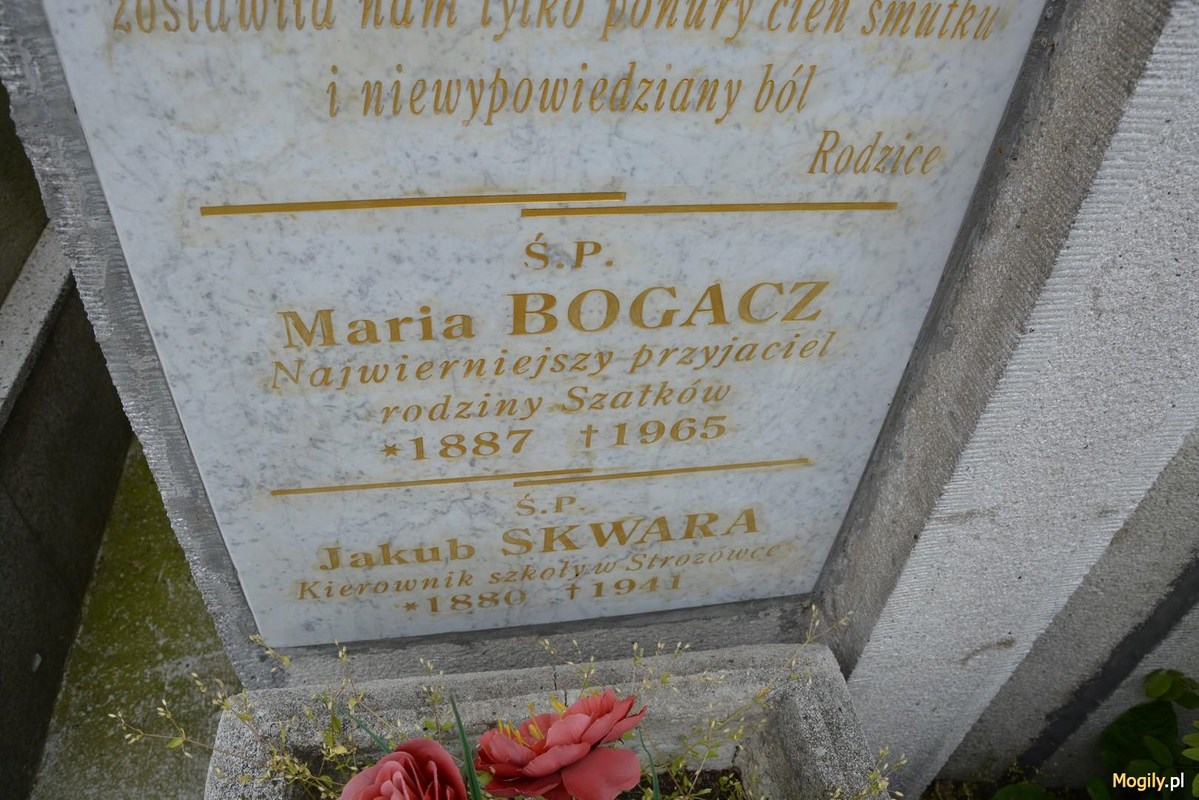 zostawiła nam tylko ponury cień smutku
i niewypowiedziany ból
Rodzice
Ś.P.
Maria BOGACZ
Najwierniejszy przyjaciel
rodziny Szatków
*1887 †1965
Ś.P.
Jakub SKWARA
Kierownik szkoły w Strozówce
*1880 †1941
Mogily.pl